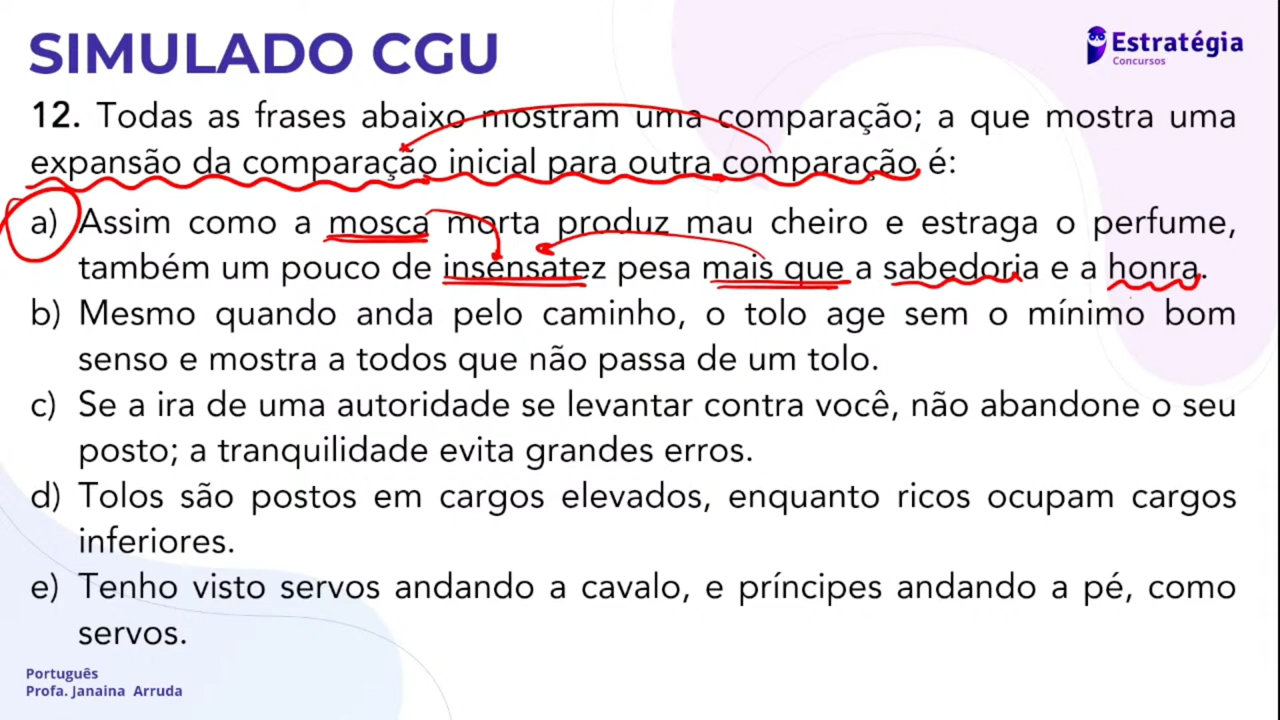 SIMULADO CGU
Estratégia
Concursos
12. Todas as frases abaixo mostram uma comparação; a que mostra uma
expansão da comparação inicial para outra comparação é:
a) Assim como a mosca morta produz mau cheiro e estraga o perfume,
também um pouco de insensatez pesa mais que a sabedoria e a honra.
b) Mesmo quando anda pelo caminho, o tolo age sem o mínimo bom
senso e mostra a todos que não passa de um tolo.
c) Se a ira de uma autoridade se levantar contra você, não abandone o seu
posto; a tranquilidade evita grandes erros.
d) Tolos são postos em cargos elevados, enquanto ricos ocupam cargos
inferiores.
e) Tenho visto servos andando a cavalo, e príncipes andando a pé, como
servos.
Português
Profa. Janaina Arruda